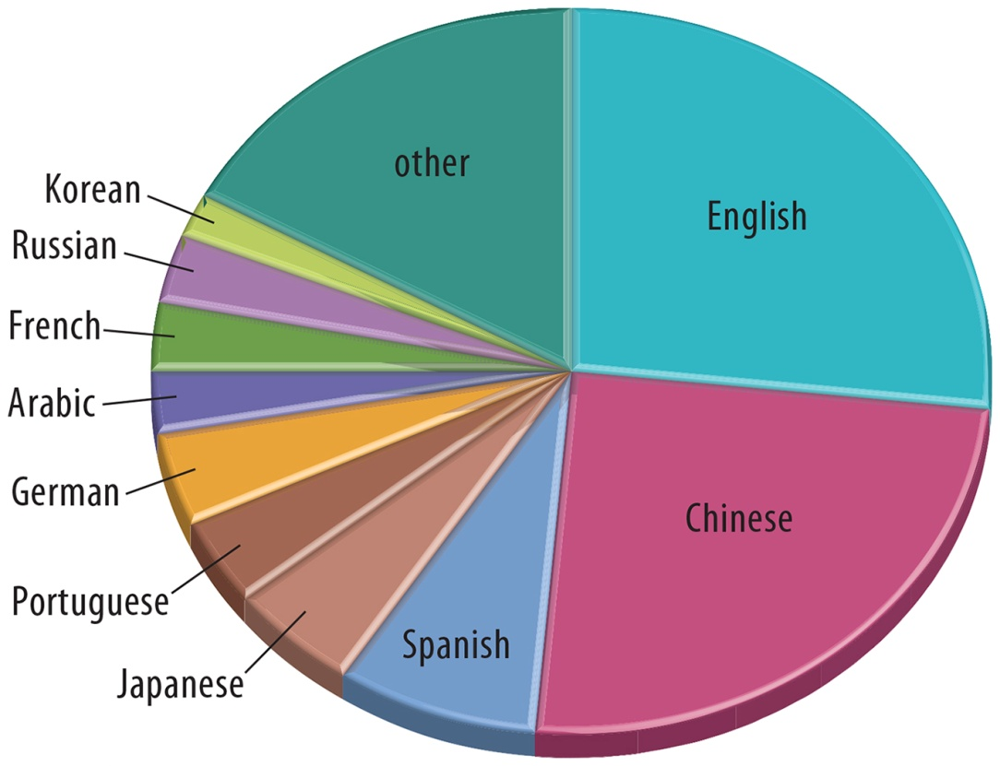 other
English
Korean
Russian
French
Arabic
German
Portuguese
Japanese
Spanish
Chinese